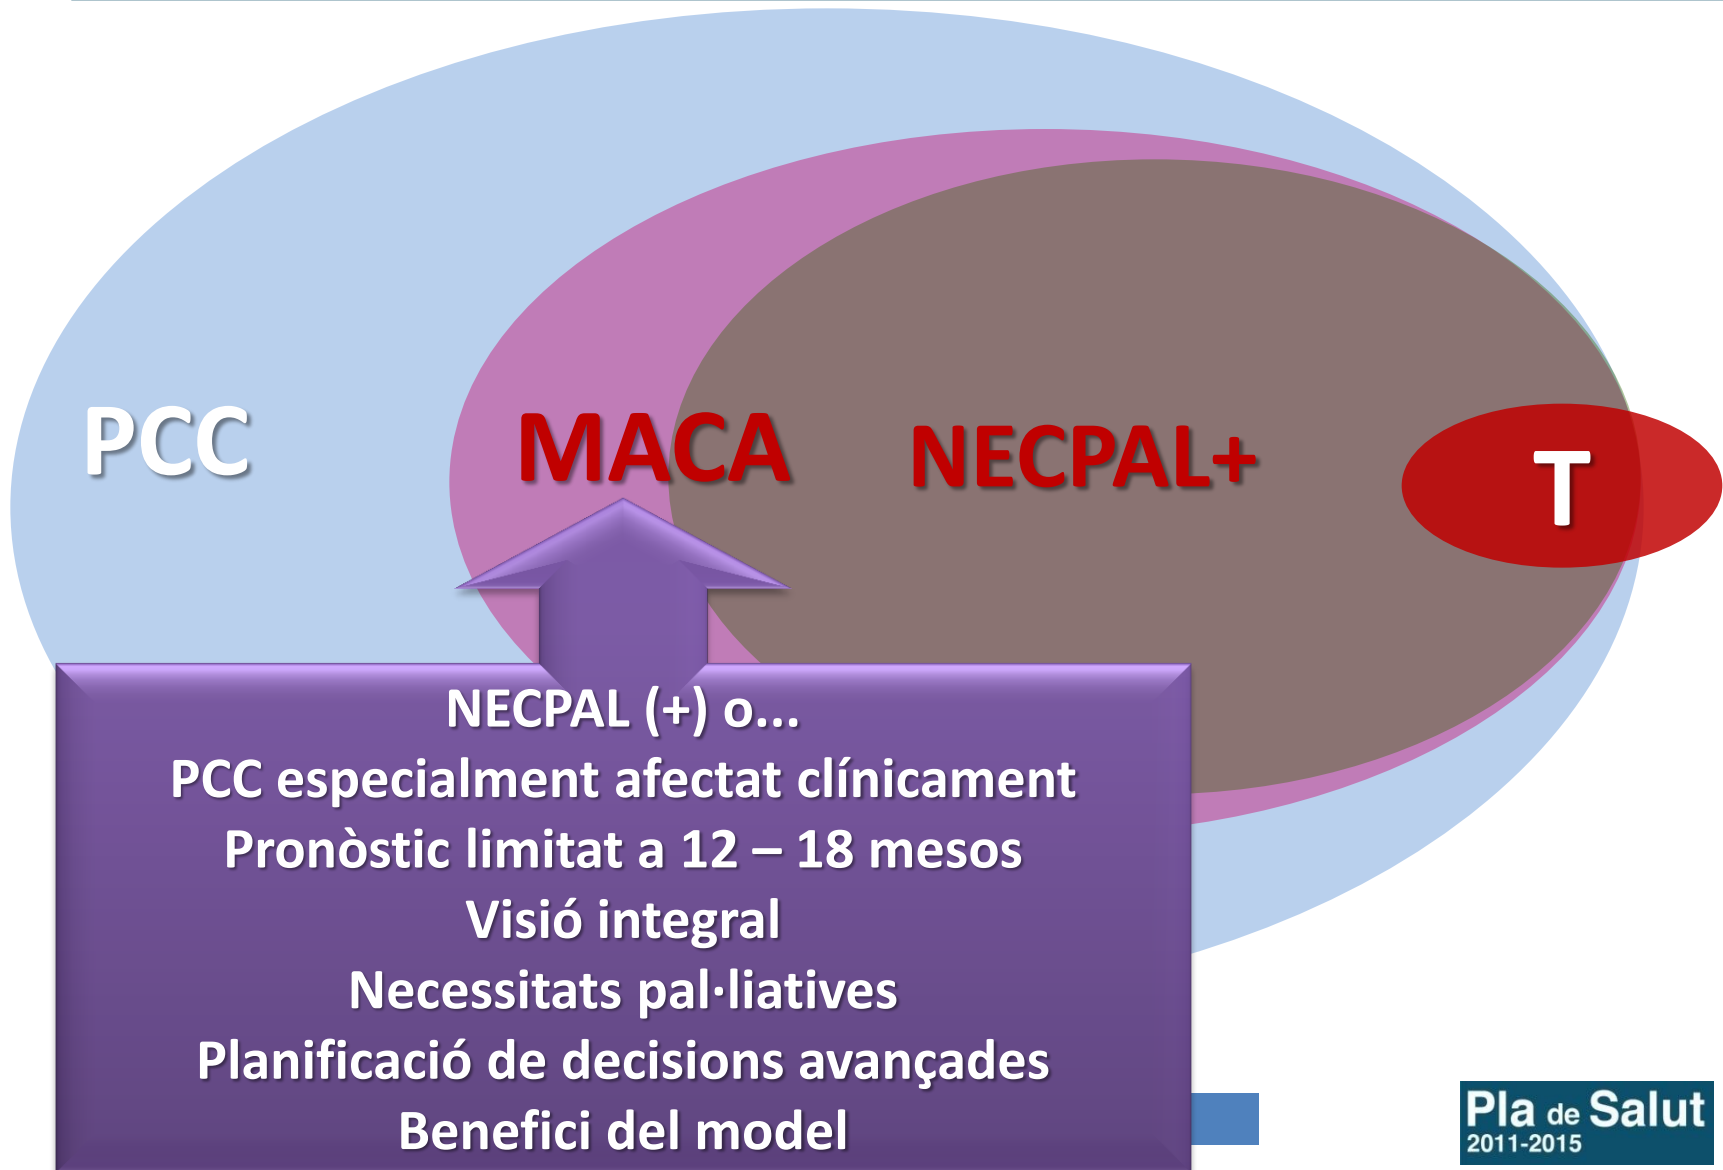 PCC
MACA
NECPAL+
T
NECPAL (+) o...
PCC especialment afectat clínicament
Pronòstic limitat a 12 – 18 mesos
Visió integral
Necessitats pal·liatives
Planificació de decisions avançades
Benefici del model
Pla de Salut
2011-2015